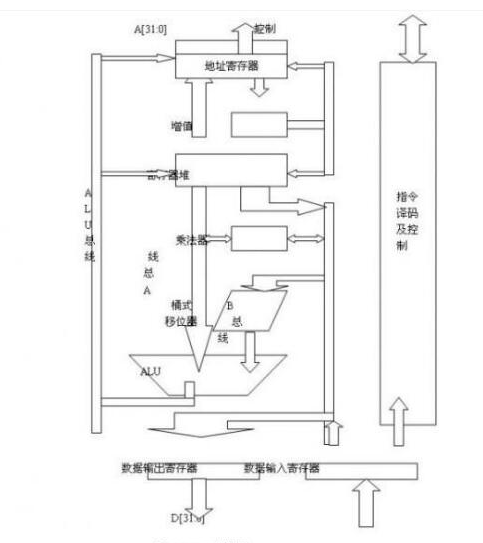 A[31:0]
控制
地址寄存器
增值
寄存器堆
A
L
U
总
线
指令
译码
及控
制
乘法器
线
总
A
桶式
移位器
B
总
线
ALU
数据输出寄存器
数据输入寄存器
D[31:0]